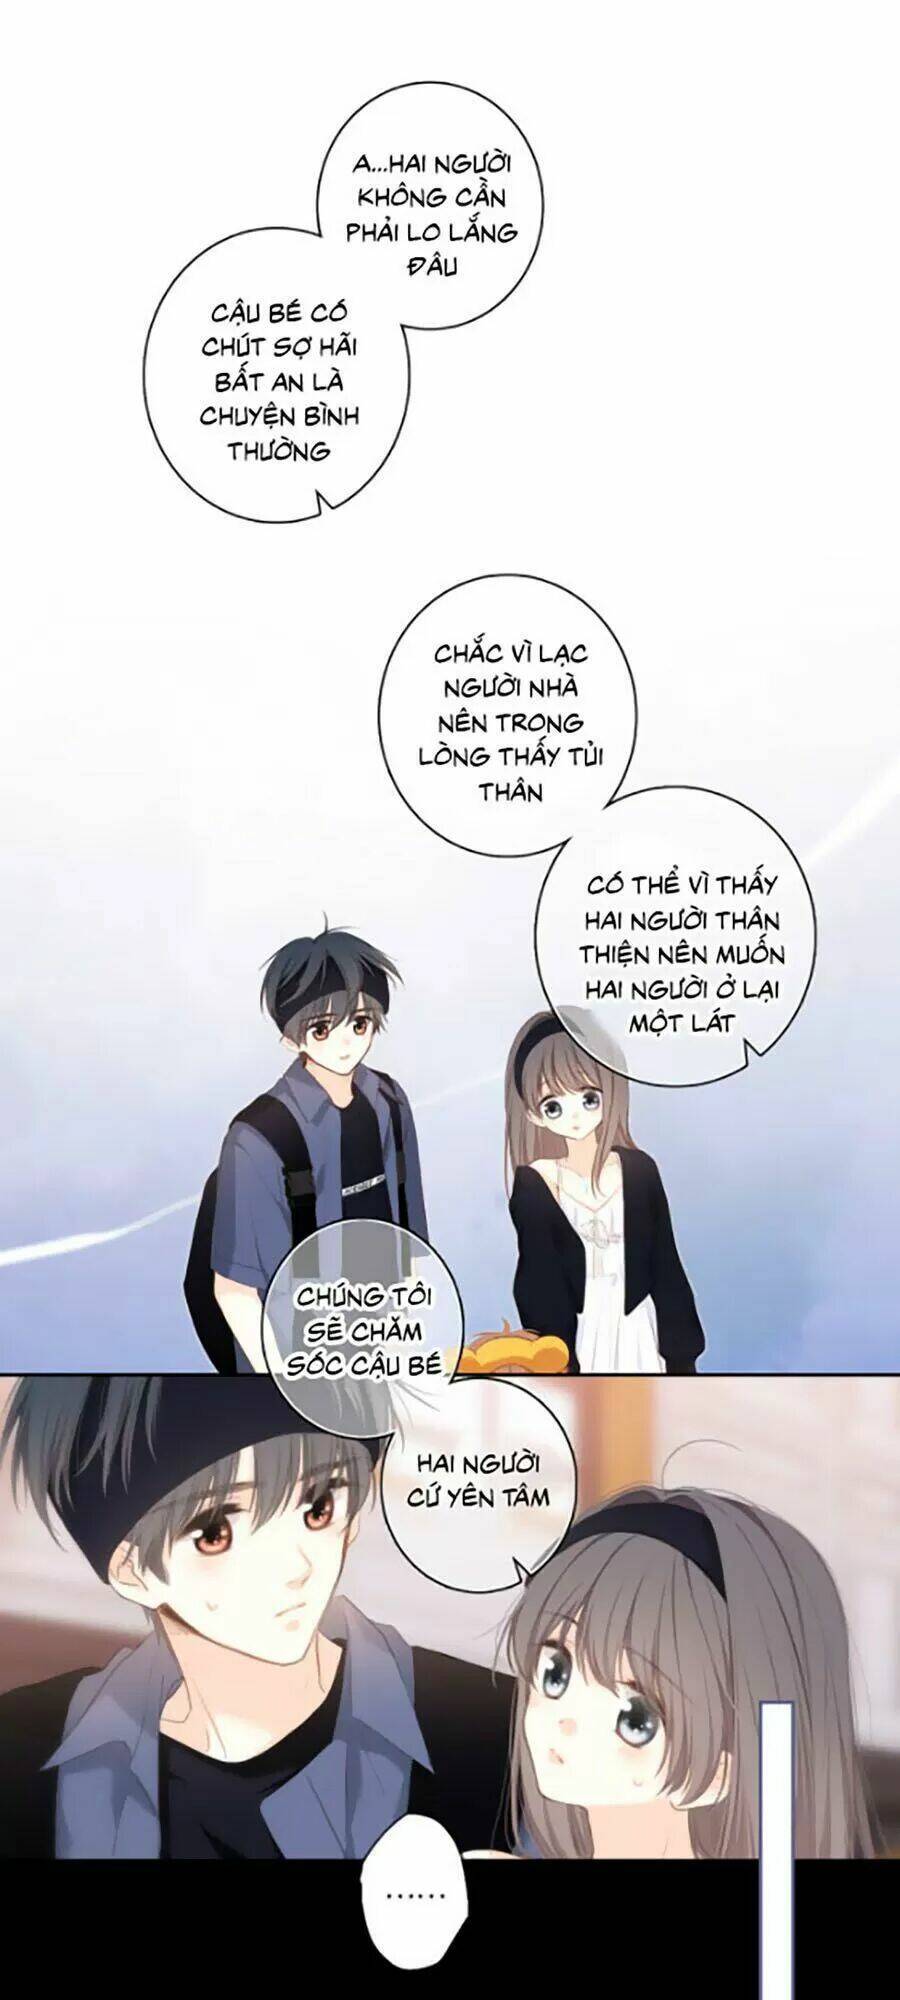 A...HAI NGƯỜI
KHÔNG CẦN
PHẢI LO LẮNG
ĐÂU
CẬU BÉ CÓ
CHÚT SỢ HÃI
BẤT AN LÀ
CHUYỆN BÌNH
THƯỜNG
CHẮC VÌ LẠC
NGƯỜI NHÀ
NÊN TRONG
LÒNG THẤY TỦI
THÂN
CÓ THỂ VÌ THẤY
HAI NGƯỜI THÂN
THIỆN NÊN MUỐN
HAI NGƯỜI Ở LẠI
MỘT LÁT
CHÚNG TÔI
SẼ CHĂM
SÓC CẬU BÉ
HAI NGƯỜI
CỨ YÊN TÂM
......